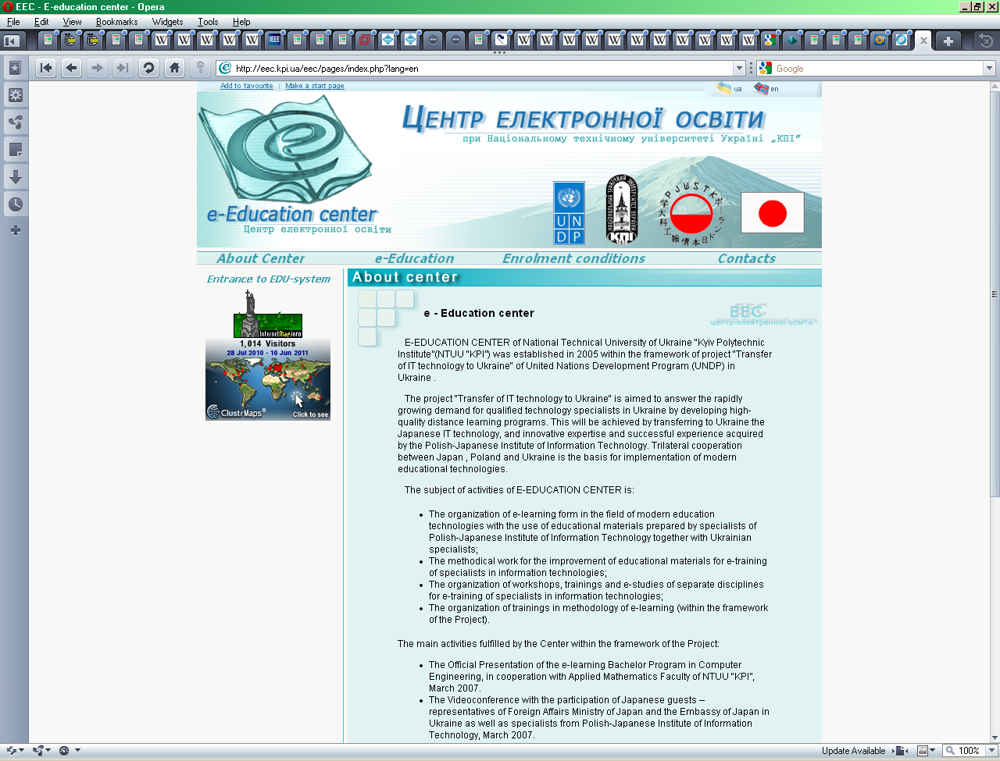 EEC - E-education center - Opera
File Edit View Bookmarks Widgets Tools Help
http://eec.kpi.ua/eec/pages/index.php?lang=en
Google
Add to favourite | Make a start page
ua en
Центр електронної освіти
при Національному технічному університеті Україні „КПІ"
e-Education center
Центр електронної освіти
UN
DP
КПІ
1898
PJWSTK
About Center e-Education Enrolment conditions Contacts
Entrance to EDU-system
InternetMap.info
1,014 Visitors
28 Jul 2010 - 10 Jun 2011
ClustrMaps®
Click to see
About center
e - Education center
EEC
центр електронної освіти
E-EDUCATION CENTER of National Technical University of Ukraine "Kyiv Polytechnic
Institute"(NTUU "KPI") was established in 2005 within the framework of project "Transfer
of IT technology to Ukraine" of United Nations Development Program (UNDP) in
Ukraine .
The project "Transfer of IT technology to Ukraine" is aimed to answer the rapidly
growing demand for qualified technology specialists in Ukraine by developing high-
quality distance learning programs. This will be achieved by transferring to Ukraine the
Japanese IT technology, and innovative expertise and successful experience acquired
by the Polish-Japanese Institute of Information Technology. Trilateral cooperation
between Japan , Poland and Ukraine is the basis for implementation of modern
educational technologies.
The subject of activities of E-EDUCATION CENTER is:
• The organization of e-learning form in the field of modern education
technologies with the use of educational materials prepared by specialists of
Polish-Japanese Institute of Information Technology together with Ukrainian
specialists;
• The methodical work for the improvement of educational materials for e-training
of specialists in information technologies;
• The organization of workshops, trainings and e-studies of separate disciplines
for e-training of specialists in information technologies;
• The organization of trainings in methodology of e-learning (within the framework
of the Project).
The main activities fulfilled by the Center within the framework of the Project:
• The Official Presentation of the e-learning Bachelor Program in Computer
Engineering, in cooperation with Applied Mathematics Faculty of NTUU "KPI",
March 2007.
• The Videoconference with the participation of Japanese guests –
representatives of Foreign Affairs Ministry of Japan and the Embassy of Japan in
Ukraine as well as specialists from Polish-Japanese Institute of Information
Technology, March 2007.
Update Available
100%